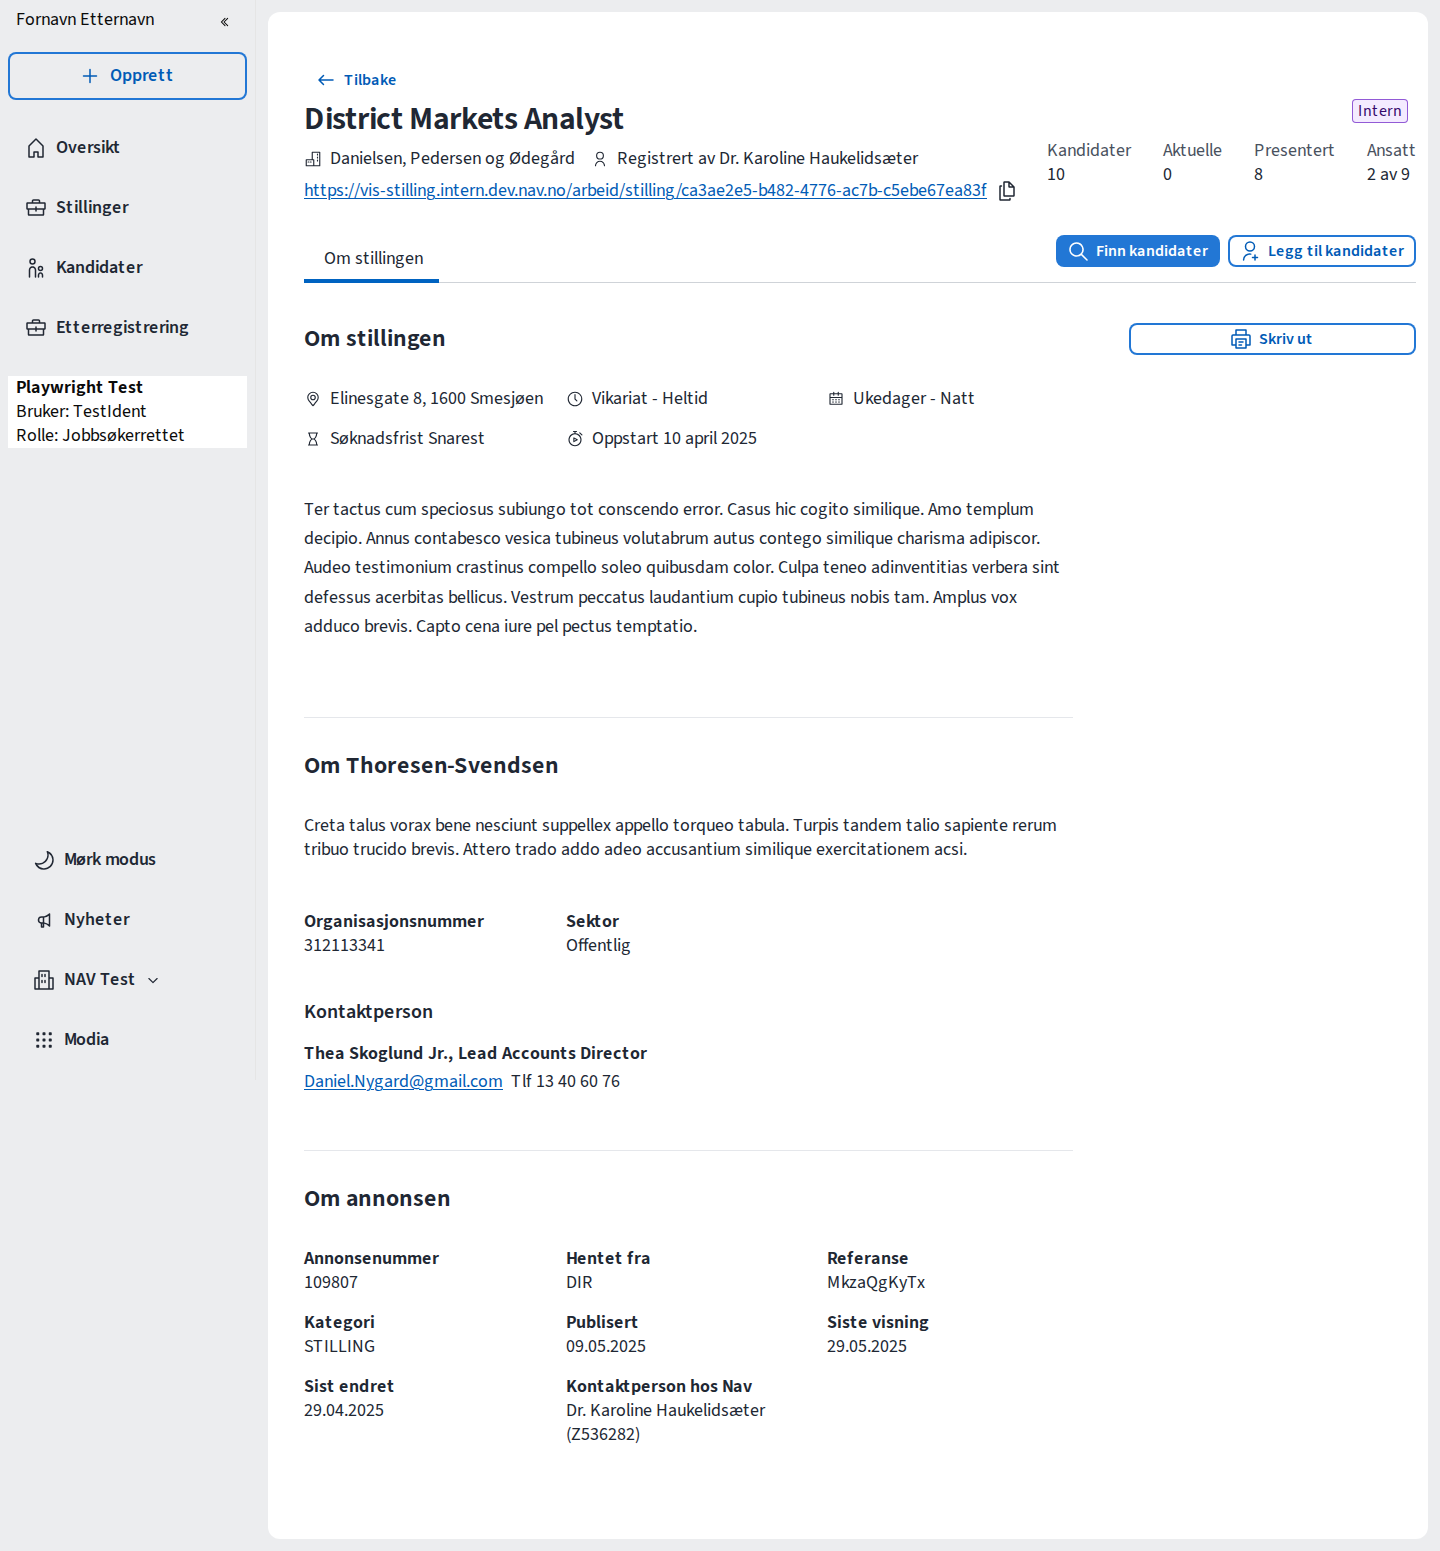 Fornavn Etternavn
Opprett
Oversikt
Stillinger
Kandidater
Etterregistrering
Playwright Test
Bruker: TestIdent
Rolle: Jobbsøkerrettet
Mørk modus
Nyheter
NAV Test
Modia
Tilbake
District Markets Analyst
Intern
Danielsen, Pedersen og Ødegård Registrert av Dr. Karoline Haukelidsæter
https://vis-stilling.intern.dev.nav.no/arbeid/stilling/ca3ae2e5-b482-4776-ac7b-c5ebe67ea83f
Kandidater Aktuelle Presentert Ansatt
10 0 8 2 av 9
Om stillingen
Finn kandidater Legg til kandidater
Om stillingen
Skriv ut
Elinesgate 8, 1600 Smesjøen Vikariat - Heltid Ukedager - Natt
Søknadsfrist Snarest Oppstart 10 april 2025
Ter tactus cum speciosus subiungo tot conscendo error. Casus hic cogito similique. Amo templum
decipio. Annus contabesco vesica tubineus volutabrum autus contego similique charisma adipiscor.
Audeo testimonium crastinus compello soleo quibusdam color. Culpa teneo adinventitias verbera sint
defessus acerbitas bellicus. Vestrum peccatus laudantium cupio tubineus nobis tam. Amplus vox
adduco brevis. Capto cena iure pel pectus temptatio.
Om Thoresen-Svendsen
Creta talus vorax bene nesciunt suppellex appello torqueo tabula. Turpis tandem talio sapiente rerum
tribuo trucido brevis. Attero trado addo adeo accusantium similique exercitationem acsi.
Organisasjonsnummer Sektor
312113341 Offentlig
Kontaktperson
Thea Skoglund Jr., Lead Accounts Director
Daniel.Nygard@gmail.com Tlf 13 40 60 76
Om annonsen
Annonsenummer Hentet fra Referanse
109807 DIR MkzaQgKyTx
Kategori Publisert Siste visning
STILLING 09.05.2025 29.05.2025
Sist endret Kontaktperson hos Nav
29.04.2025 Dr. Karoline Haukelidsæter
(Z536282)